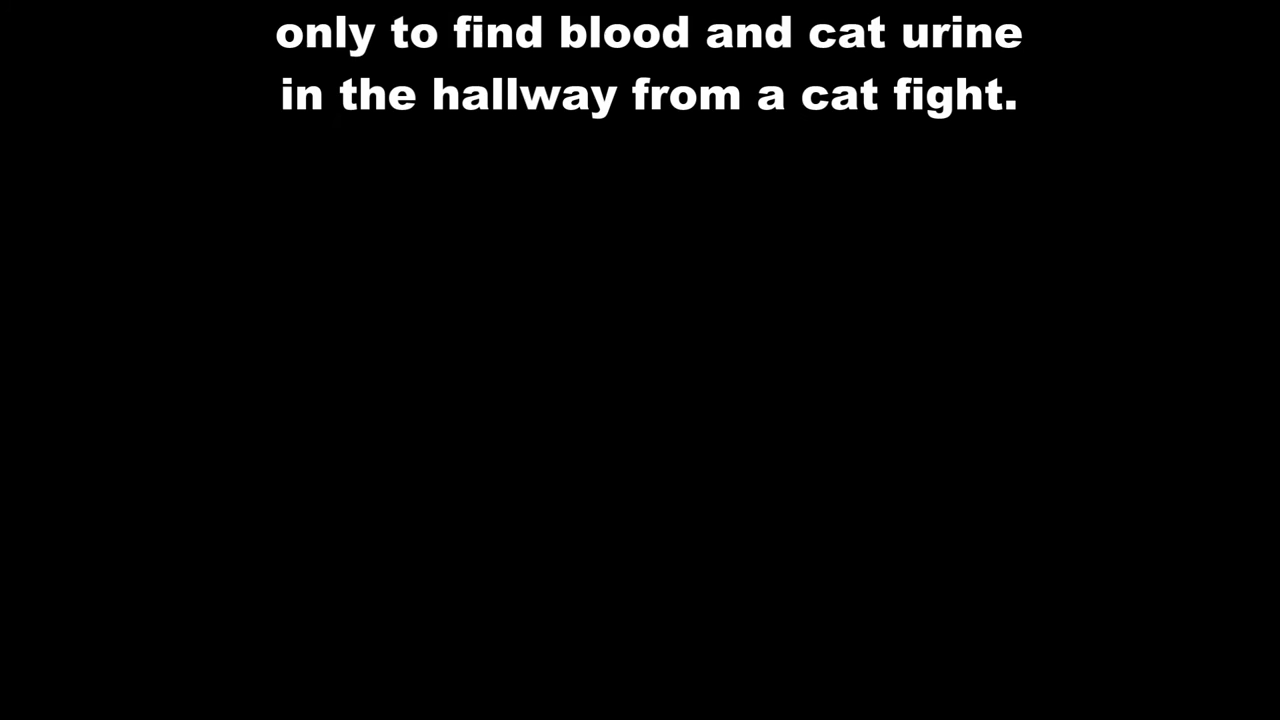 only to find blood and cat urine
in the hallway from a cat fight.